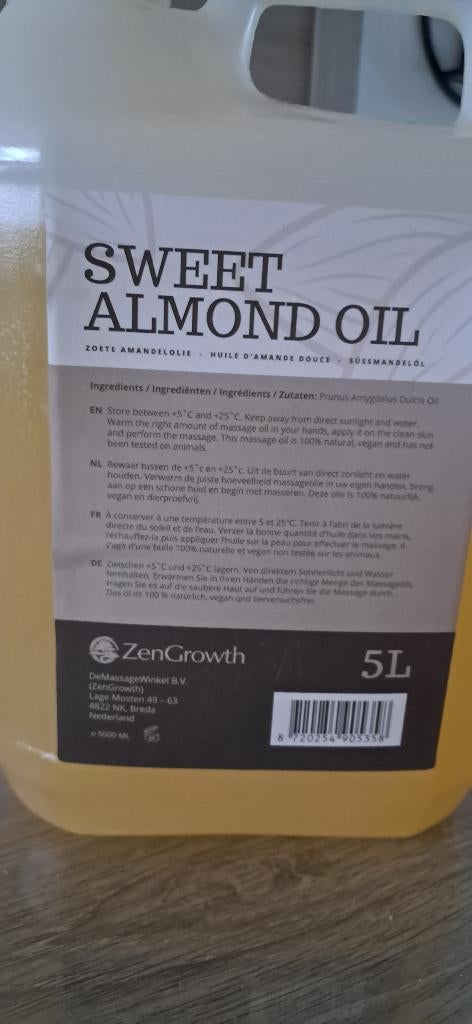 SWEET
ALMOND OIL
ZOETE AMANDELOLIE - HUILE D'AMANDE DOUCE - SÜSSMANDELÖL
Ingredients / Ingrediënten / Ingrédients / Zutaten: Prunus Amygdalus Dulcis Oil
EN Store between +5˚C and +25˚C. Keep away from direct sunlight and water.
Warm the right amount of massage oil in your hands, apply it on the clean skin
and perform the massage. This massage oil is 100% natural, vegan and has not
been tested on animals.
NL Bewaar tussen de +5˚c en +25˚c. Uit de buurt van direct zonlicht en water
houden. Verwarm de juiste hoeveelheid massageolie in uw eigen handen, breng
aan op een schone huid en begin met masseren. Deze olie is 100% natuurlijk,
vegan en dierproefvrij.
FR À conserver à une température entre 5 et 25°C. Tenir à l'abri de la lumière
directe du soleil et de l'eau. Verser la bonne quantité d'huile dans vos mains,
réchauffez-la puis appliquer l'huile sur la peau pour effectuer le massage. Il
s'agit d'une huile 100% naturelle et vegan non testée sur les animaux.
DE Zwischen +5˚C und +25˚C lagern. Von direktem Sonnenlicht und Wasser
fernhalten. Erwärmen Sie in Ihren Händen die richtige Menge des Massageöls,
tragen Sie es auf die saubere Haut auf und führen Sie die Massage durch.
Das Öl ist 100 % natürlich, vegan und tierversuchsfrei.
ZenGrowth
5L
DeMassageWinkel B.V.
(ZenGrowth)
Lage Mosten 49 – 63
4822 NK, Breda
Nederland
e 5000 ML
8 720254 905358